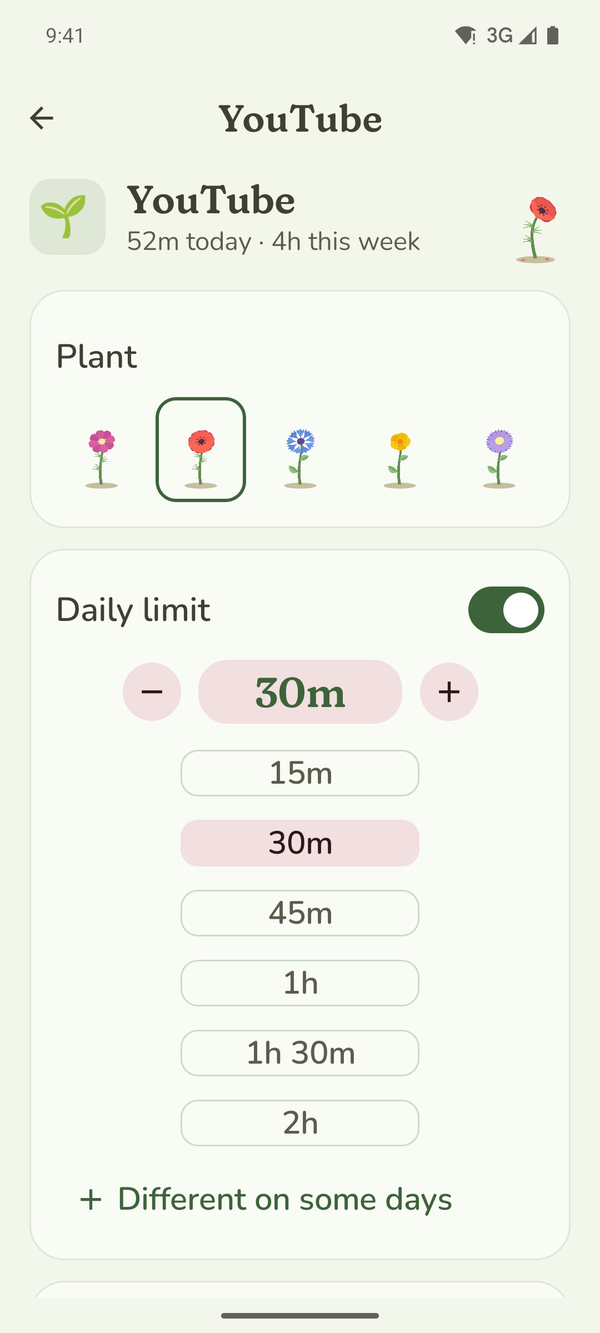 9:41
3G
YouTube
YouTube
52m today · 4h this week
Plant
Daily limit
− 30m +
15m
30m
45m
1h
1h 30m
2h
+ Different on some days